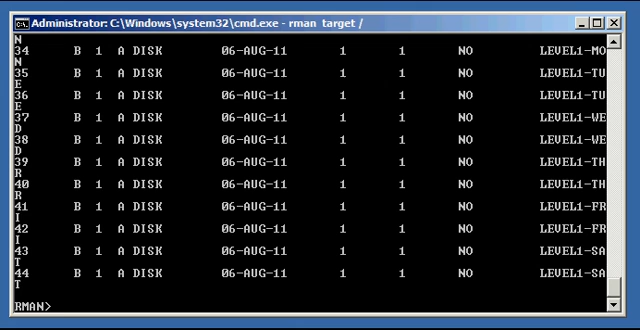 Administrator: C:\Windows\system32\cmd.exe - rman target /
N
34 B 1 A DISK 06-AUG-11 1 1 NO LEVEL1-MO
N
35 B 1 A DISK 06-AUG-11 1 1 NO LEVEL1-TU
E
36 B 1 A DISK 06-AUG-11 1 1 NO LEVEL1-TU
E
37 B 1 A DISK 06-AUG-11 1 1 NO LEVEL1-WE
D
38 B 1 A DISK 06-AUG-11 1 1 NO LEVEL1-WE
D
39 B 1 A DISK 06-AUG-11 1 1 NO LEVEL1-TH
R
40 B 1 A DISK 06-AUG-11 1 1 NO LEVEL1-TH
R
41 B 1 A DISK 06-AUG-11 1 1 NO LEVEL1-FR
I
42 B 1 A DISK 06-AUG-11 1 1 NO LEVEL1-FR
I
43 B 1 A DISK 06-AUG-11 1 1 NO LEVEL1-SA
T
44 B 1 A DISK 06-AUG-11 1 1 NO LEVEL1-SA
T
RMAN>